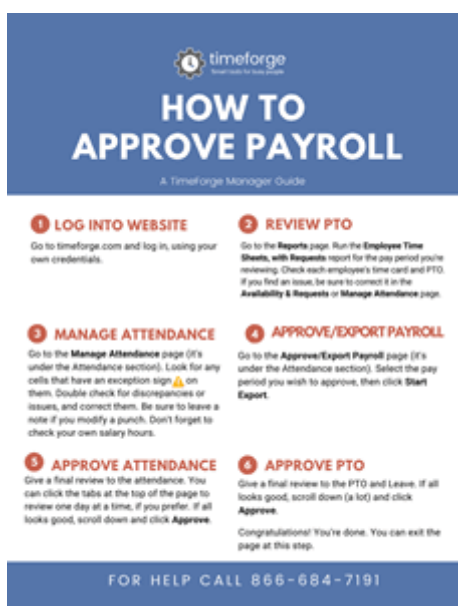 timeforge
Smart tools for busy people
HOW TO
APPROVE PAYROLL
A TimeForge Manager Guide
1 LOG INTO WEBSITE
Go to timeforge.com and log in, using your
own credentials.
2 REVIEW PTO
Go to the Reports page. Run the Employee Time
Sheets, with Requests report for the pay period you're
reviewing. Check each employee's time card and PTO.
If you find an issue, be sure to correct it in the
Availability & Requests or Manage Attendance page.
3 MANAGE ATTENDANCE
Go to the Manage Attendance page (it's
under the Attendance section). Look for any
cells that have an exception sign⚠️ on
them. Double check for discrepancies or
issues, and correct them. Be sure to leave a
note if you modify a punch. Don't forget to
check your own salary hours.
4 APPROVE/EXPORT PAYROLL
Go to the Approve/Export Payroll page (it's
under the Attendance section). Select the pay
period you wish to approve, then click Start
Export.
5 APPROVE ATTENDANCE
Give a final review to the attendance. You
can click the tabs at the top of the page to
review one day at a time, if you prefer. If all
looks good, scroll down and click Approve.
6 APPROVE PTO
Give a final review to the PTO and Leave. If all
looks good, scroll down (a lot) and click
Approve.
Congratulations! You're done. You can exit the
page at this step.
FOR HELP CALL 866-684-7191